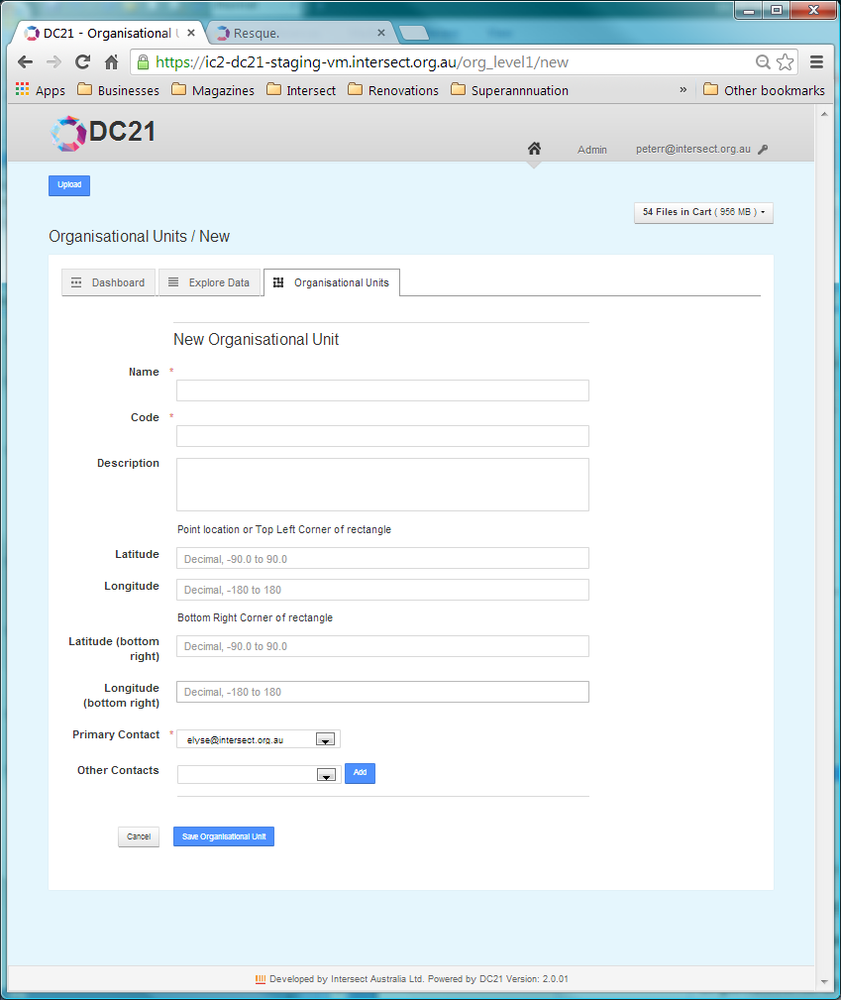 DC21 - Organisational U
Resque.
https://ic2-dc21-staging-vm.intersect.org.au/org_level1/new
Apps Businesses Magazines Intersect Renovations Superannnuation » Other bookmarks
DC21
Admin peterr@intersect.org.au
Upload
54 Files in Cart ( 956 MB )
Organisational Units / New
Dashboard Explore Data Organisational Units
New Organisational Unit
Name *
Code *
Description
Point location or Top Left Corner of rectangle
Latitude Decimal, -90.0 to 90.0
Longitude Decimal, -180 to 180
Bottom Right Corner of rectangle
Latitude (bottom
right) Decimal, -90.0 to 90.0
Longitude
(bottom right) Decimal, -180 to 180
Primary Contact * elyse@intersect.org.au
Other Contacts Add
Cancel Save Organisational Unit
Developed by Intersect Australia Ltd. Powered by DC21 Version: 2.0.01